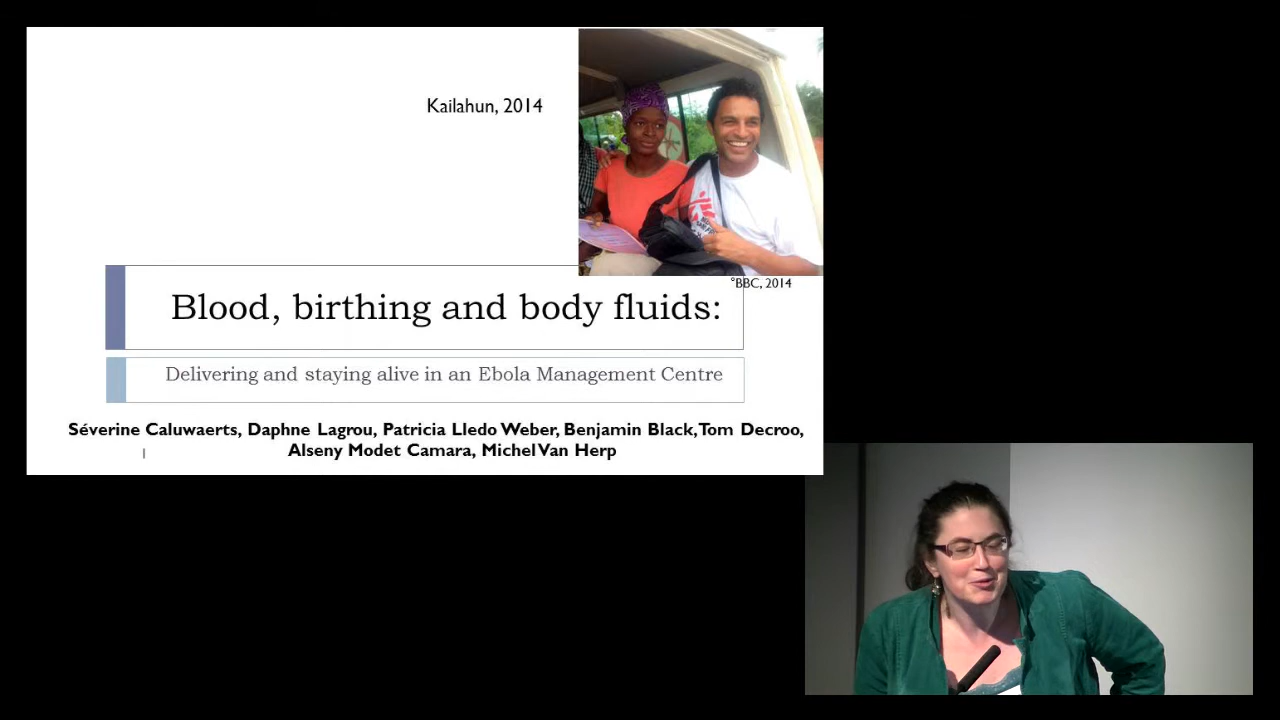 Kailahun, 2014
°BBC, 2014
Blood, birthing and body fluids:
Delivering and staying alive in an Ebola Management Centre
Séverine Caluwaerts, Daphne Lagrou, Patricia Lledo Weber, Benjamin Black, Tom Decroo,
Alseny Modet Camara, Michel Van Herp
1